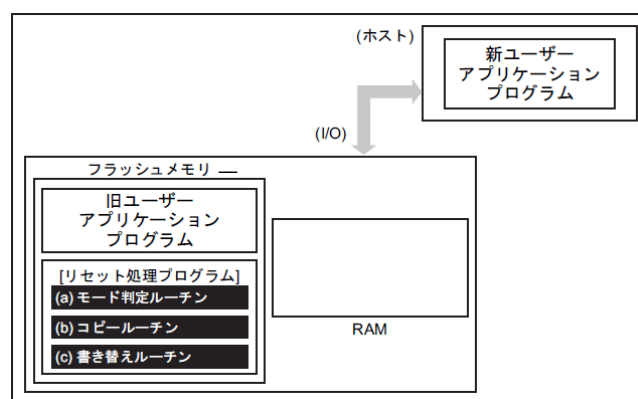 (ホスト)
新ユーザー
アプリケーション
プログラム
(I/O)
フラッシュメモリ
旧ユーザー
アプリケーション
プログラム
[リセット処理プログラム]
(a) モード判定ルーチン
(b) コピールーチン
(c) 書き替えルーチン
RAM